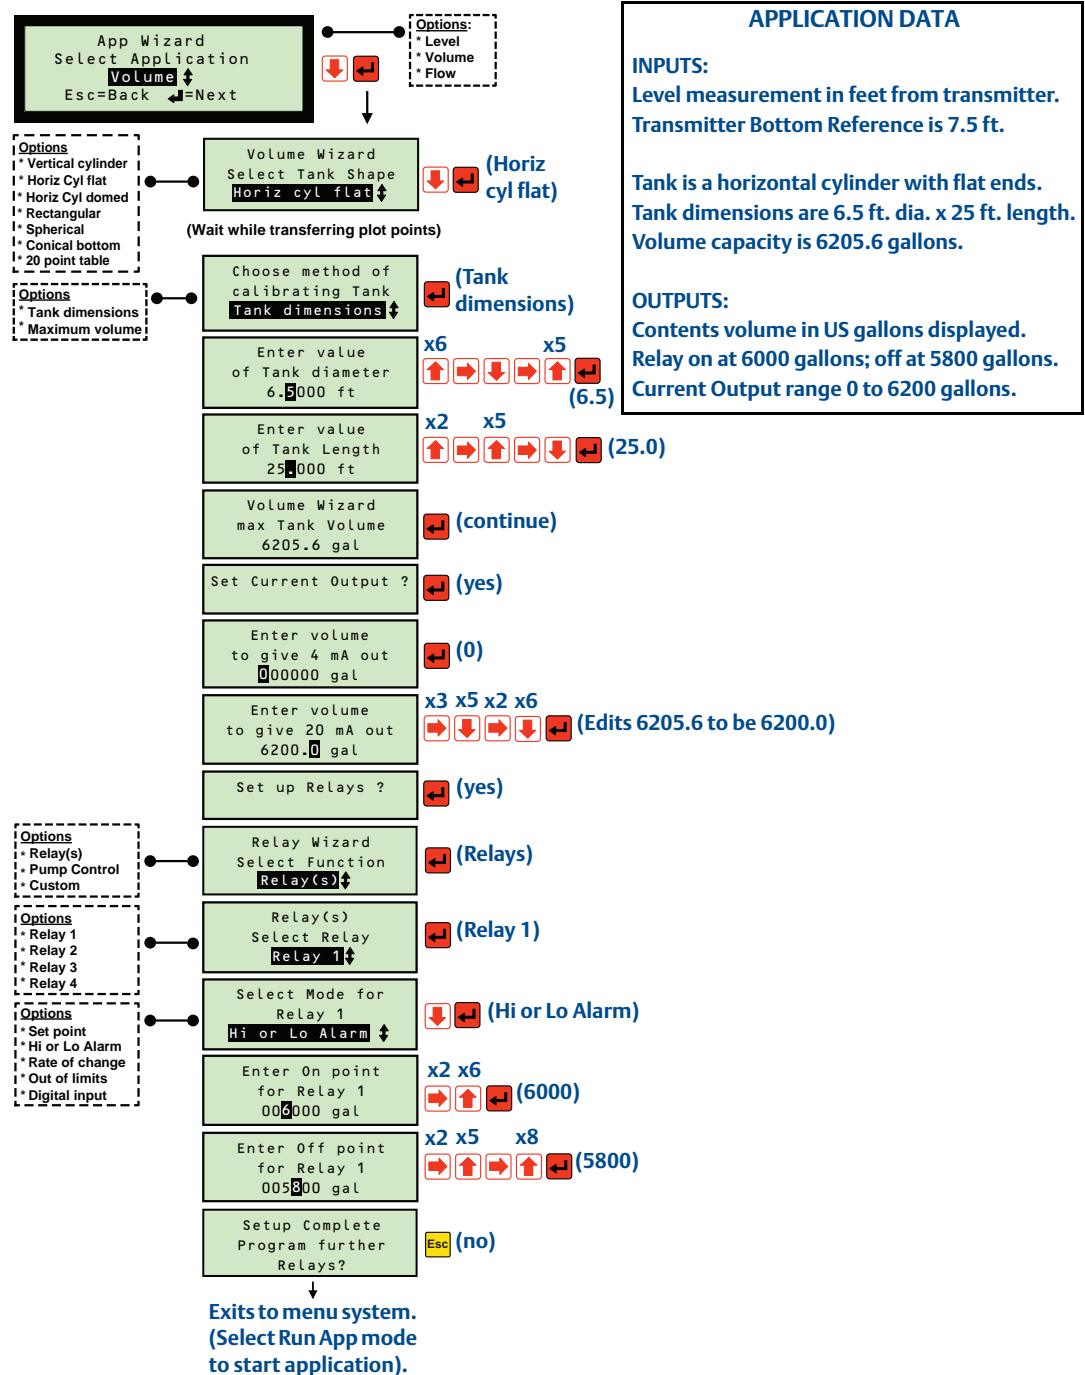 App Wizard
Select Application
Volume
Esc=Back =Next
Options:
* Level
* Volume
* Flow
APPLICATION DATA
INPUTS:
Level measurement in feet from transmitter.
Transmitter Bottom Reference is 7.5 ft.
Tank is a horizontal cylinder with flat ends.
Tank dimensions are 6.5 ft. dia. x 25 ft. length.
Volume capacity is 6205.6 gallons.
OUTPUTS:
Contents volume in US gallons displayed.
Relay on at 6000 gallons; off at 5800 gallons.
Current Output range 0 to 6200 gallons.
Options
* Vertical cylinder
* Horiz Cyl flat
* Horiz Cyl domed
* Rectangular
* Spherical
* Conical bottom
* 20 point table
Volume Wizard
Select Tank Shape
Horiz cyl flat
(Horiz
cyl flat)
(Wait while transferring plot points)
Options
* Tank dimensions
* Maximum volume
Choose method of
calibrating Tank
Tank dimensions
(Tank
dimensions)
Enter value
of Tank diameter
6.5000 ft
x6 x5
(6.5)
Enter value
of Tank Length
25.000 ft
x2 x5
(25.0)
Volume Wizard
max Tank Volume
6205.6 gal
(continue)
Set Current Output ?
(yes)
Enter volume
to give 4 mA out
000000 gal
(0)
Enter volume
to give 20 mA out
6200.0 gal
x3 x5 x2 x6
(Edits 6205.6 to be 6200.0)
Set up Relays ?
(yes)
Options
* Relay(s)
* Pump Control
* Custom
Relay Wizard
Select Function
Relay(s)
(Relays)
Options
* Relay 1
* Relay 2
* Relay 3
* Relay 4
Relay(s)
Select Relay
Relay 1
(Relay 1)
Options
* Set point
* Hi or Lo Alarm
* Rate of change
* Out of limits
* Digital input
Select Mode for
Relay 1
Hi or Lo Alarm
(Hi or Lo Alarm)
Enter On point
for Relay 1
006000 gal
x2 x6
(6000)
Enter Off point
for Relay 1
005800 gal
x2 x5 x8
(5800)
Setup Complete
Program further
Relays?
Esc
(no)
Exits to menu system.
(Select Run App mode
to start application).